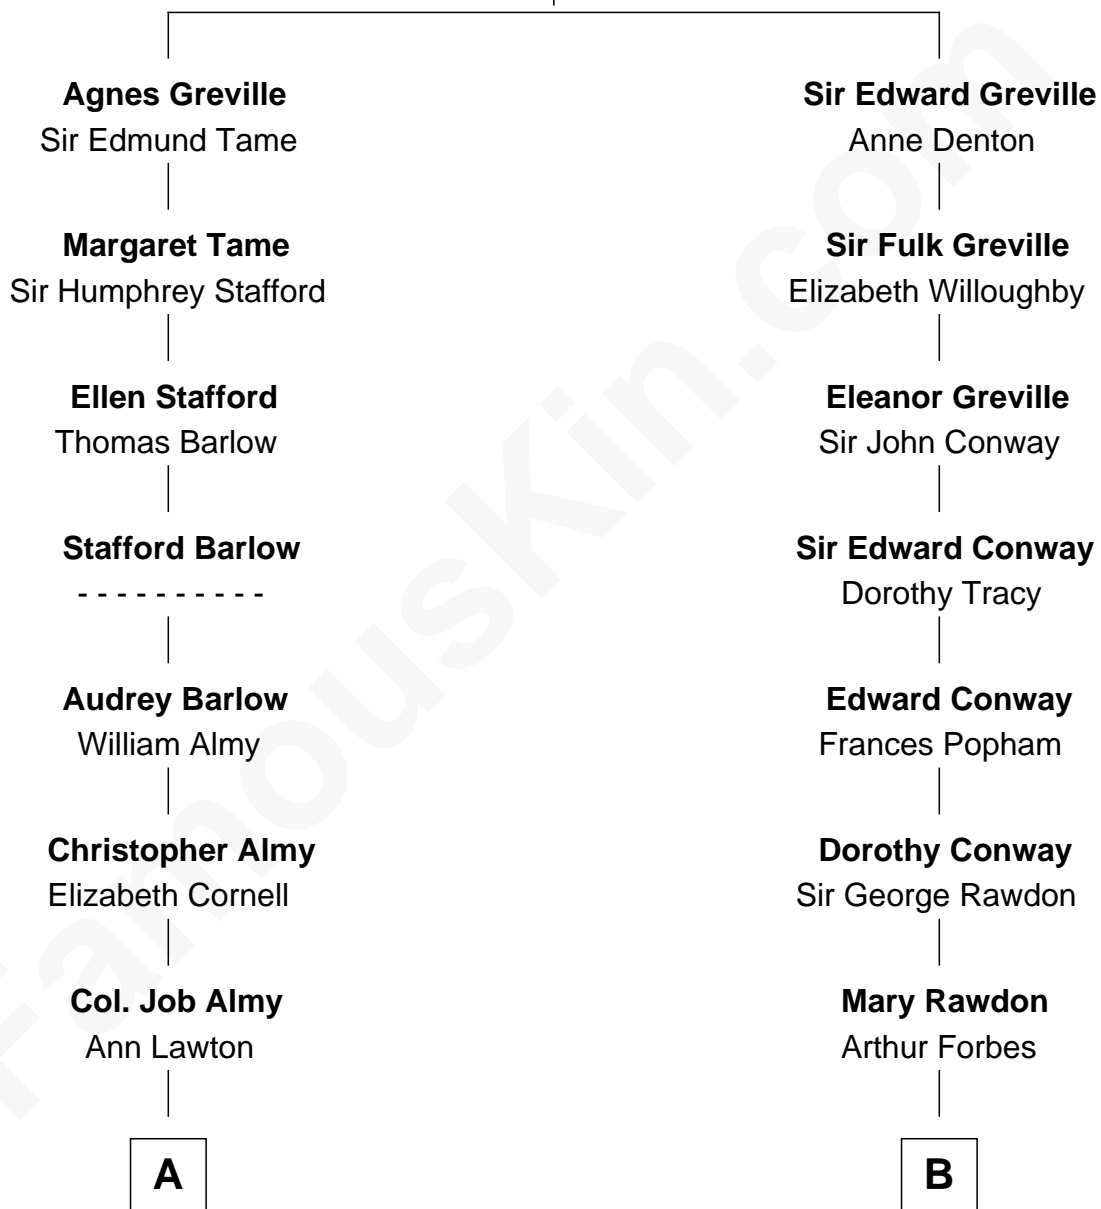 Agnes Greville
Sir Edmund Tame
Margaret Tame
Sir Humphrey Stafford
Ellen Stafford
Thomas Barlow
Stafford Barlow
- - - - - - - - - -
Audrey Barlow
William Almy
Christopher Almy
Elizabeth Cornell
Col. Job Almy
Ann Lawton
A
Sir Edward Greville
Anne Denton
Sir Fulk Greville
Elizabeth Willoughby
Eleanor Greville
Sir John Conway
Sir Edward Conway
Dorothy Tracy
Edward Conway
Frances Popham
Dorothy Conway
Sir George Rawdon
Mary Rawdon
Arthur Forbes
B
FamousKin.com